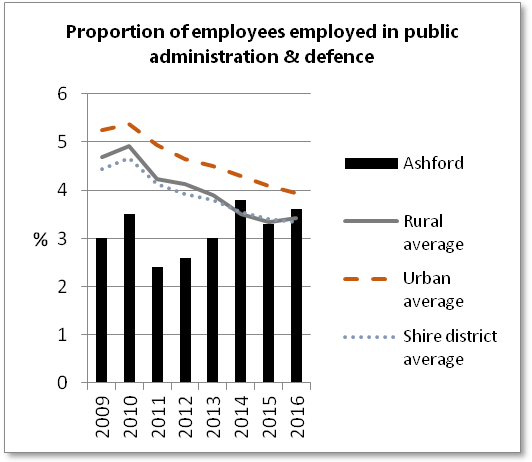 Proportion of employees employed in public
administration & defence
6
5
4
3
2
1
0
%
2009
2010
2011
2012
2013
2014
2015
2016
Ashford
Rural
average
Urban
average
Shire district
average